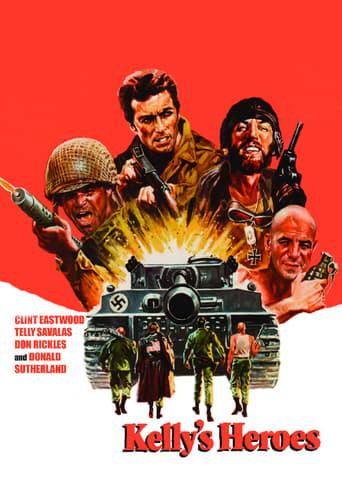 CLINT EASTWOOD
TELLY SAVALAS
DON RICKLES
and DONALD
SUTHERLAND
Kelly's Heroes